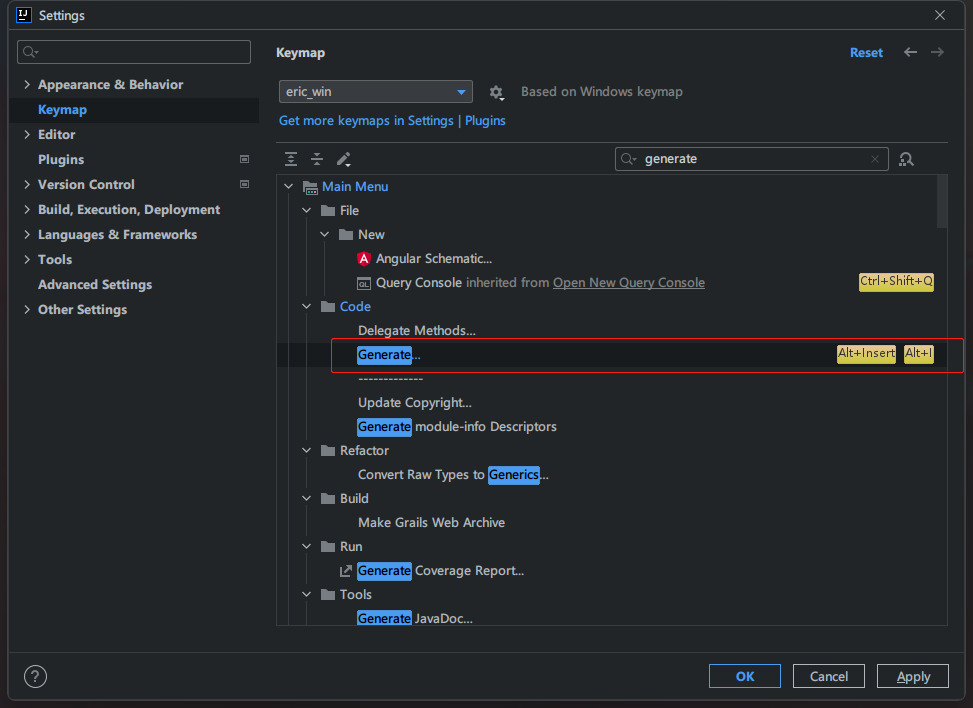 Settings
Keymap
Reset
Appearance & Behavior
Keymap
Editor
Plugins
Version Control
Build, Execution, Deployment
Languages & Frameworks
Tools
Advanced Settings
Other Settings
eric_win
Based on Windows keymap
Get more keymaps in Settings | Plugins
generate
Main Menu
File
New
Angular Schematic...
Query Console inherited from Open New Query Console Ctrl+Shift+Q
Code
Delegate Methods...
Generate... Alt+Insert Alt+I
-------------
Update Copyright...
Generate module-info Descriptors
Refactor
Convert Raw Types to Generics...
Build
Make Grails Web Archive
Run
Generate Coverage Report...
Tools
Generate JavaDoc...
?
OK Cancel Apply